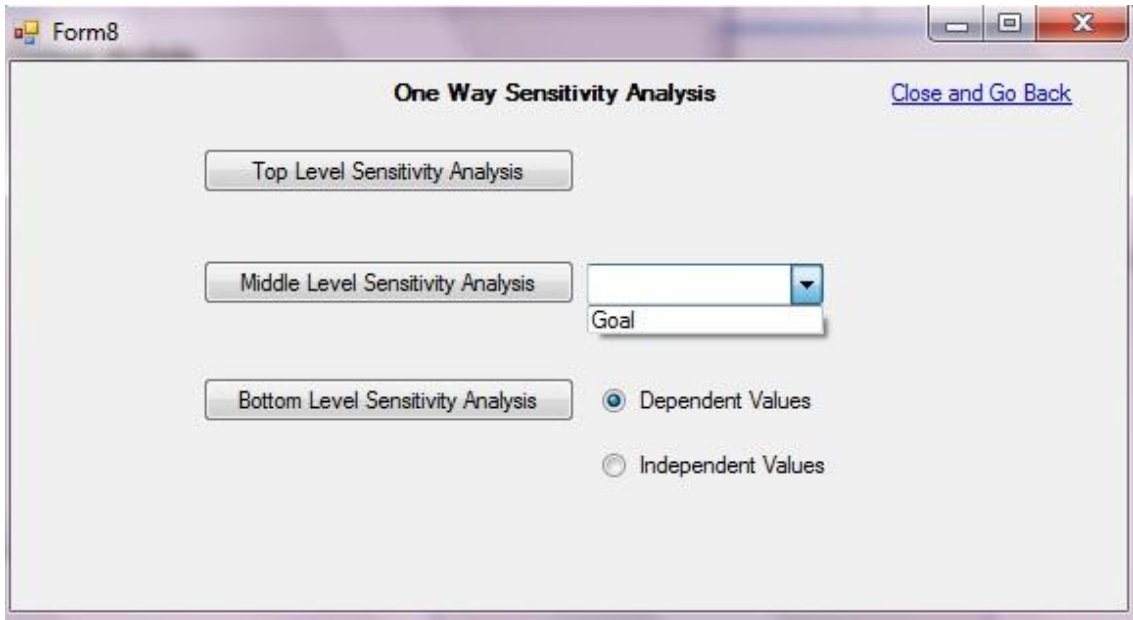 Form8
One Way Sensitivity Analysis
Close and Go Back
Top Level Sensitivity Analysis
Middle Level Sensitivity Analysis
Goal
Bottom Level Sensitivity Analysis
Dependent Values
Independent Values